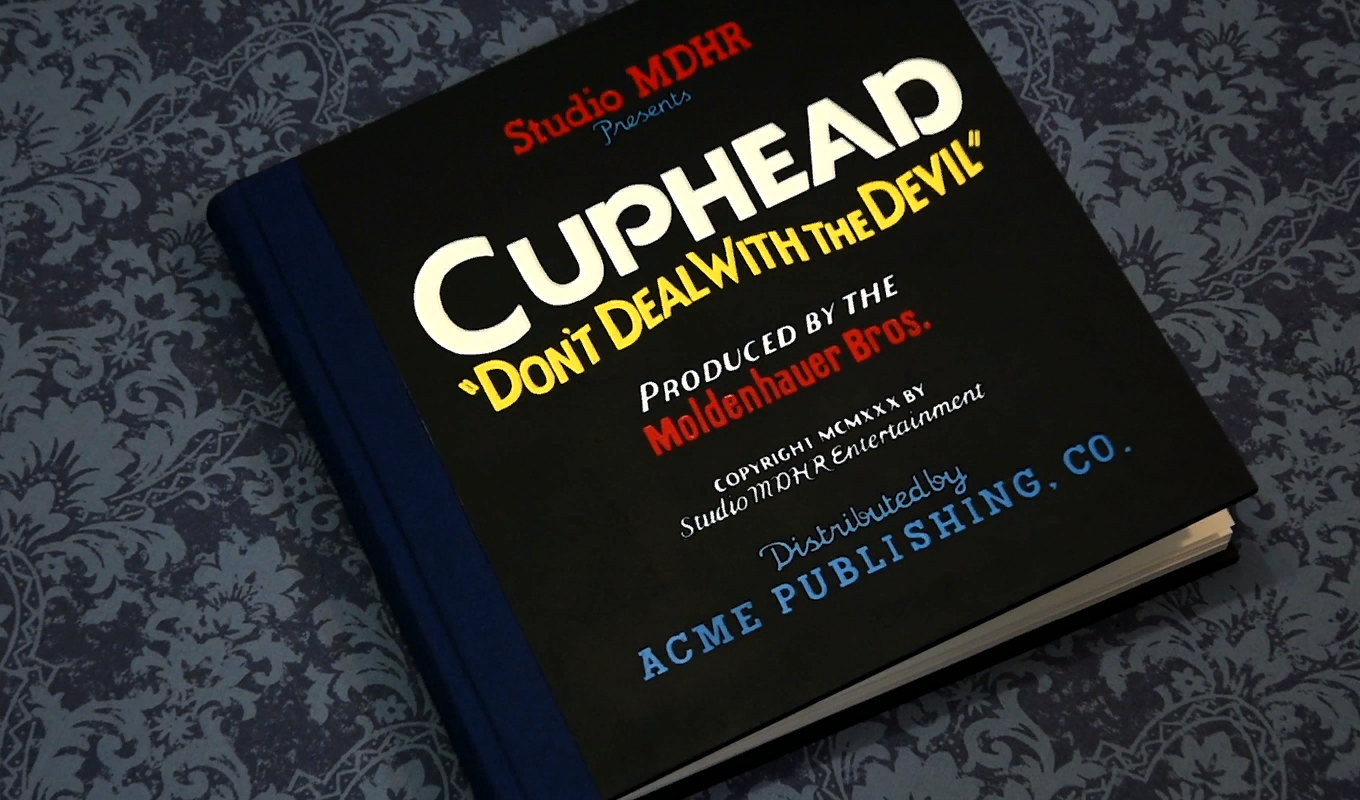 Studio MDHR
Presents
CUPHEAD
"DON'T DEAL WITH THE DEVIL"
PRODUCED BY THE
Moldenhauer Bros.
COPYRIGHT MCMXXX BY
Studio MDHR Entertainment
Distributed by
ACME PUBLISHING, CO.